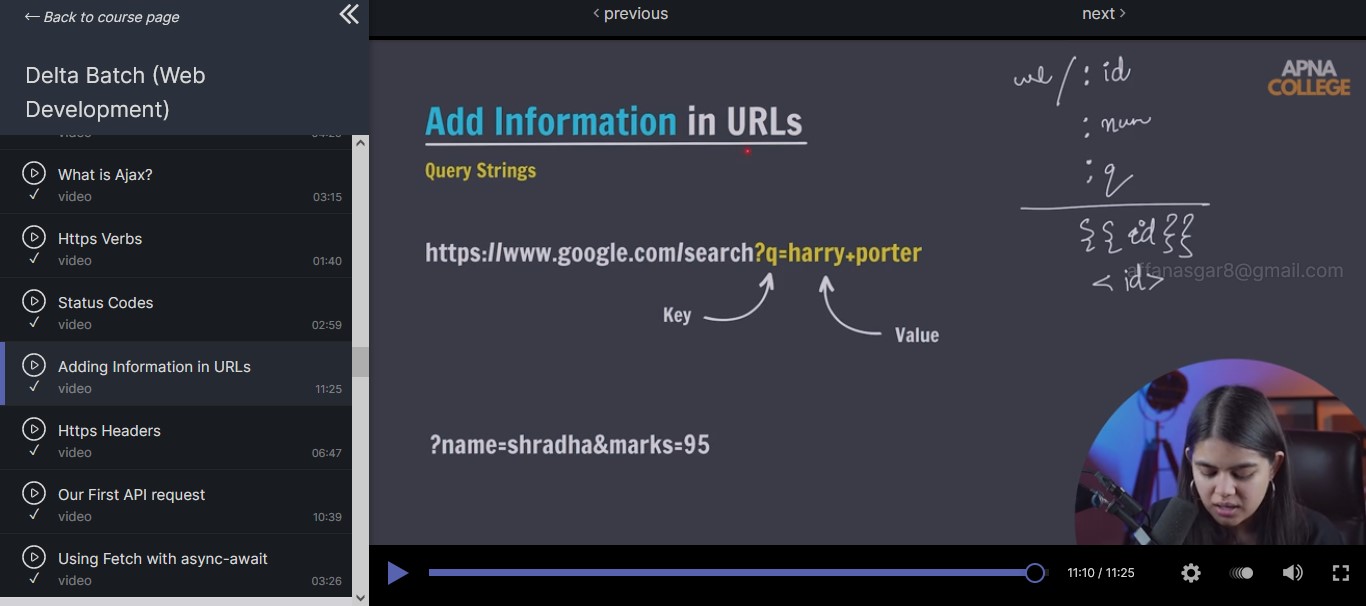 ← Back to course page
Delta Batch (Web
Development)
What is Ajax?
video 03:15
Https Verbs
video 01:40
Status Codes
video 02:59
Adding Information in URLs
video 11:25
Https Headers
video 06:47
Our First API request
video 10:39
Using Fetch with async-await
video 03:26
< previous
next >
APNA
COLLEGE
Add Information in URLs
Query Strings
https://www.google.com/search?q=harry+porter
Key
Value
?name=shradha&marks=95
url/:id
:q
{{id}}
<id>
affanasgar8@gmail.com
11:10 / 11:25